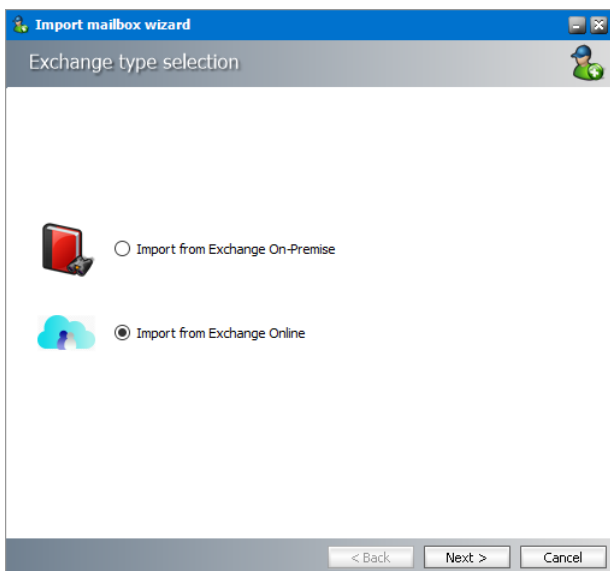 Import mailbox wizard
Exchange type selection
Import from Exchange On-Premise
Import from Exchange Online
< Back Next > Cancel